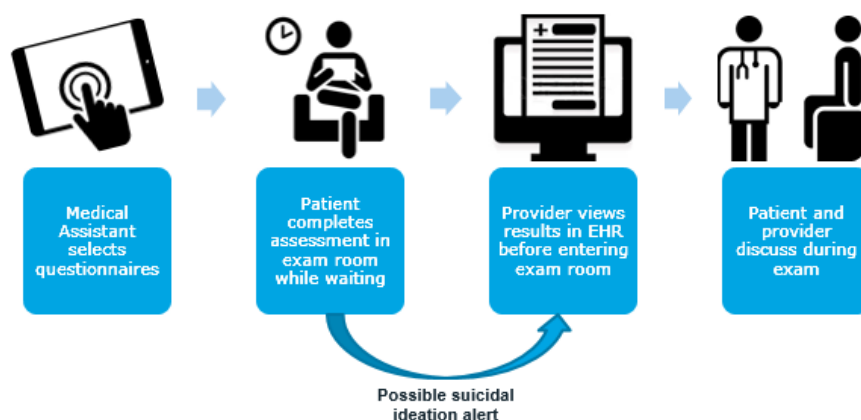 Medical
Assistant
selects
questionnaires
Patient
completes
assessment in
exam room
while waiting
Provider views
results in EHR
before entering
exam room
Patient and
provider
discuss during
exam
Possible suicidal
ideation alert